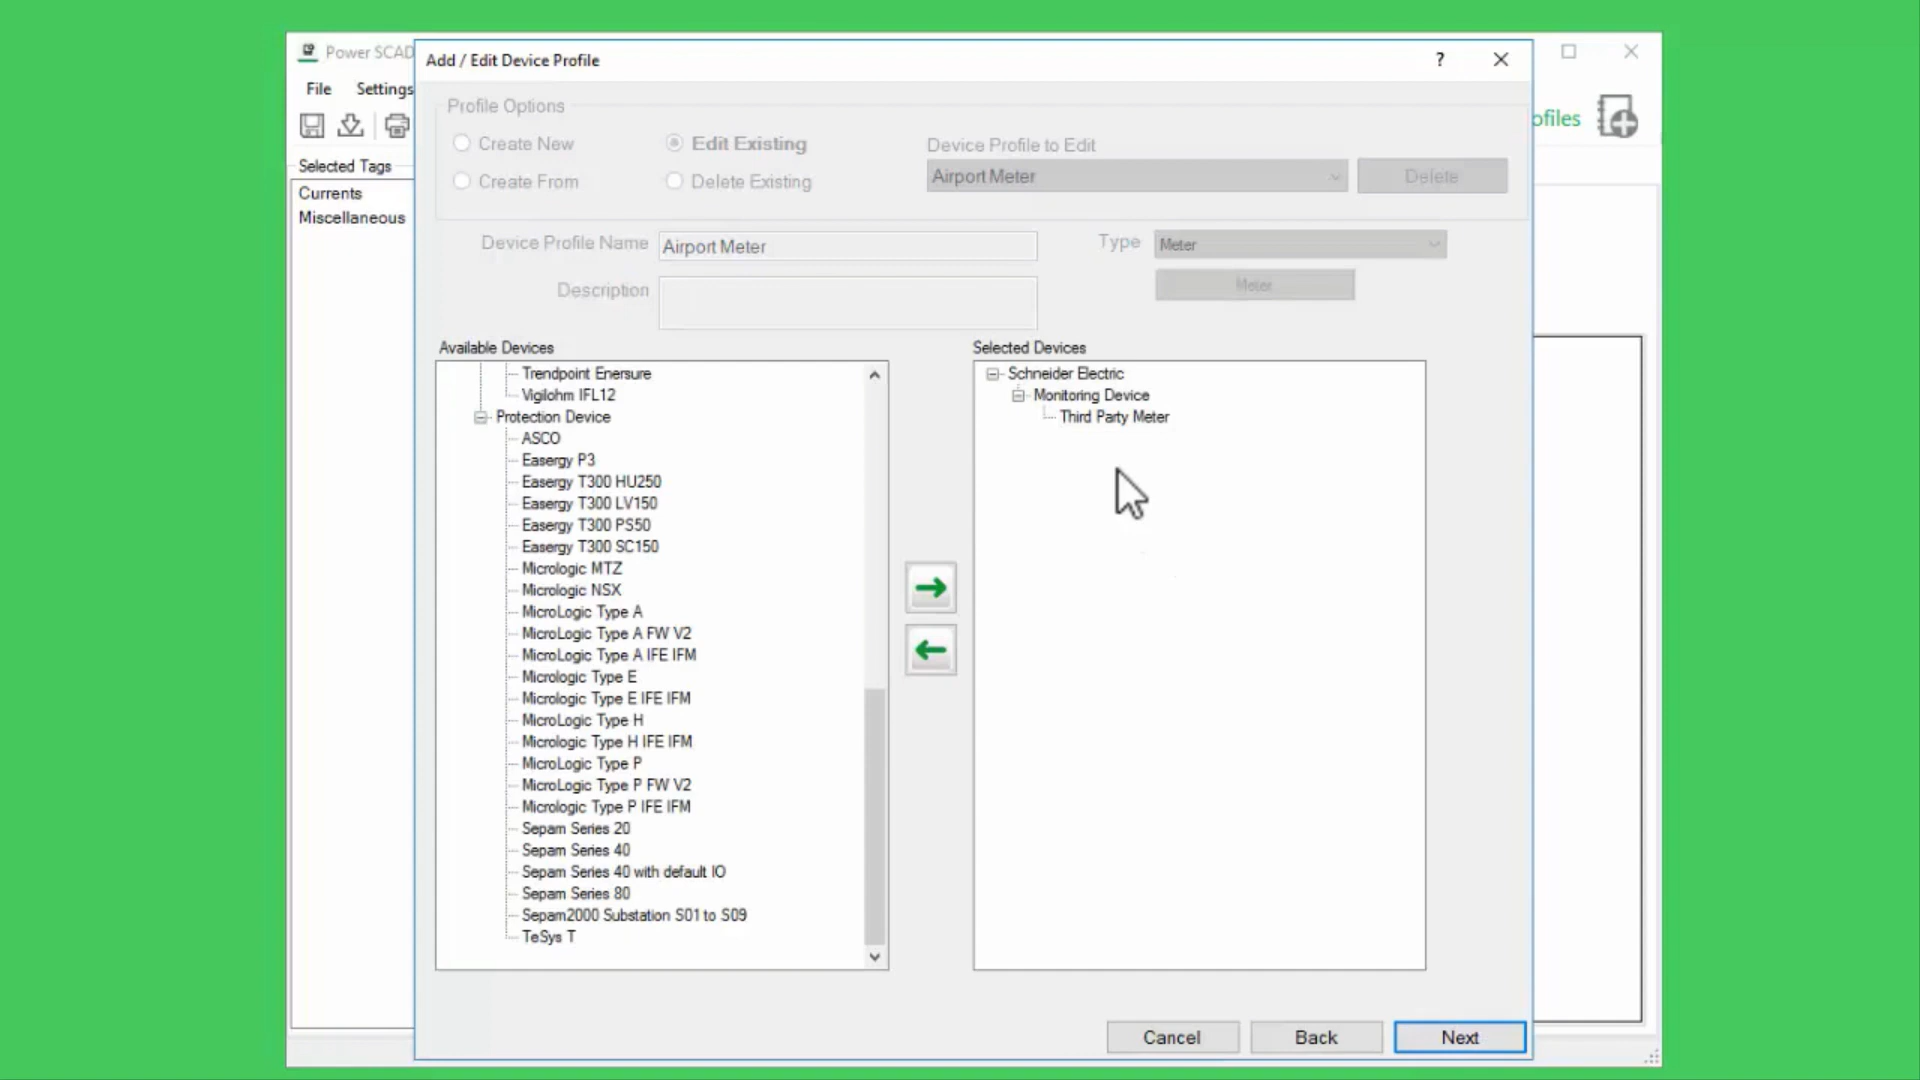 Power SCAD
Add / Edit Device Profile
?
File Settings
Profile Options
Create New
Edit Existing
Device Profile to Edit
ofiles
Selected Tags
Create From
Delete Existing
Airport Meter
Delete
Currents
Miscellaneous
Device Profile Name
Airport Meter
Type
Meter
Description
Meter
Available Devices
Selected Devices
Trendpoint Enersure
Vigilohm IFL12
Protection Device
ASCO
Easergy P3
Easergy T300 HU250
Easergy T300 LV150
Easergy T300 PS50
Easergy T300 SC150
Micrologic MTZ
Micrologic NSX
MicroLogic Type A
MicroLogic Type A FW V2
MicroLogic Type A IFE IFM
Micrologic Type E
Micrologic Type E IFE IFM
MicroLogic Type H
Micrologic Type H IFE IFM
MicroLogic Type P
MicroLogic Type P FW V2
Micrologic Type P IFE IFM
Sepam Series 20
Sepam Series 40
Sepam Series 40 with default IO
Sepam Series 80
Sepam2000 Substation S01 to S09
TeSys T
Schneider Electric
Monitoring Device
Third Party Meter
Cancel
Back
Next